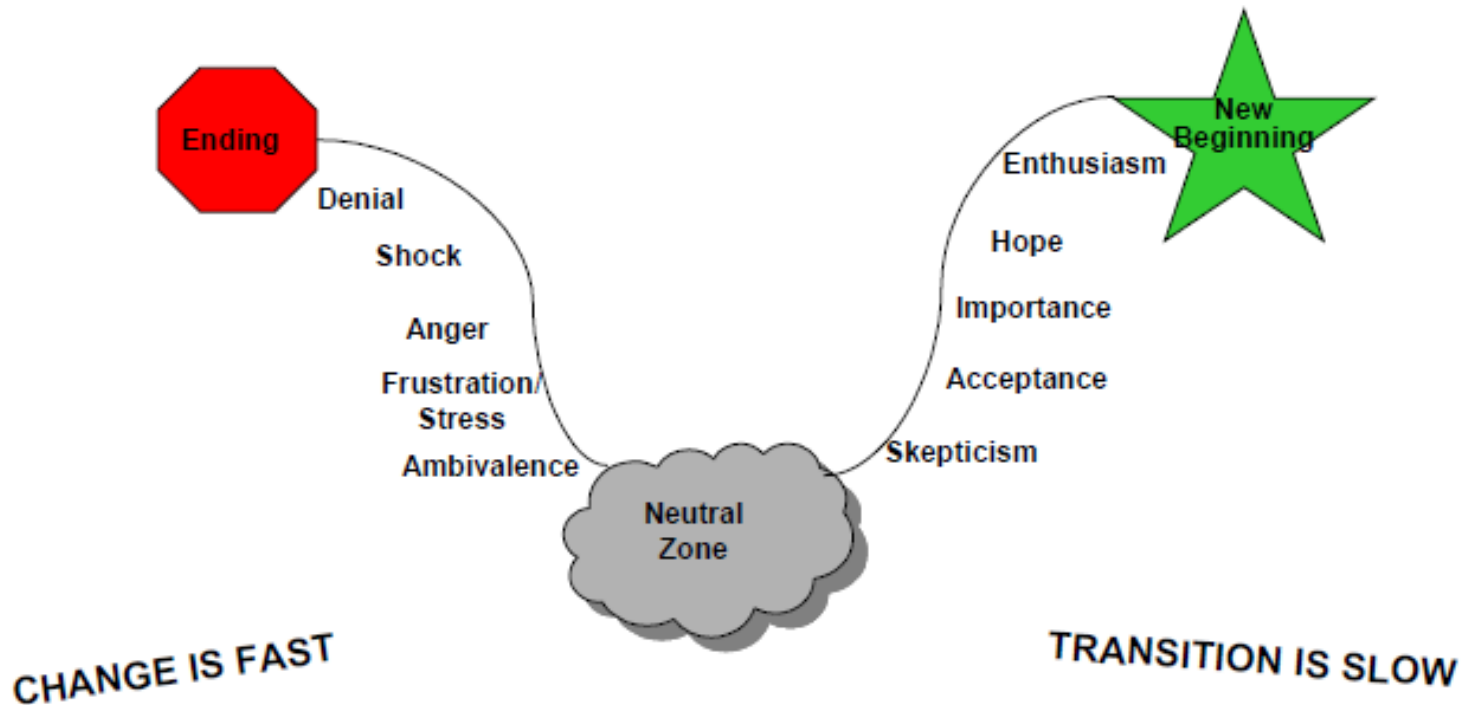 Ending
Denial
Shock
Anger
Frustration/
Stress
Ambivalence
Neutral
Zone
Skepticism
Acceptance
Importance
Hope
Enthusiasm
New
Beginning
CHANGE IS FAST
TRANSITION IS SLOW